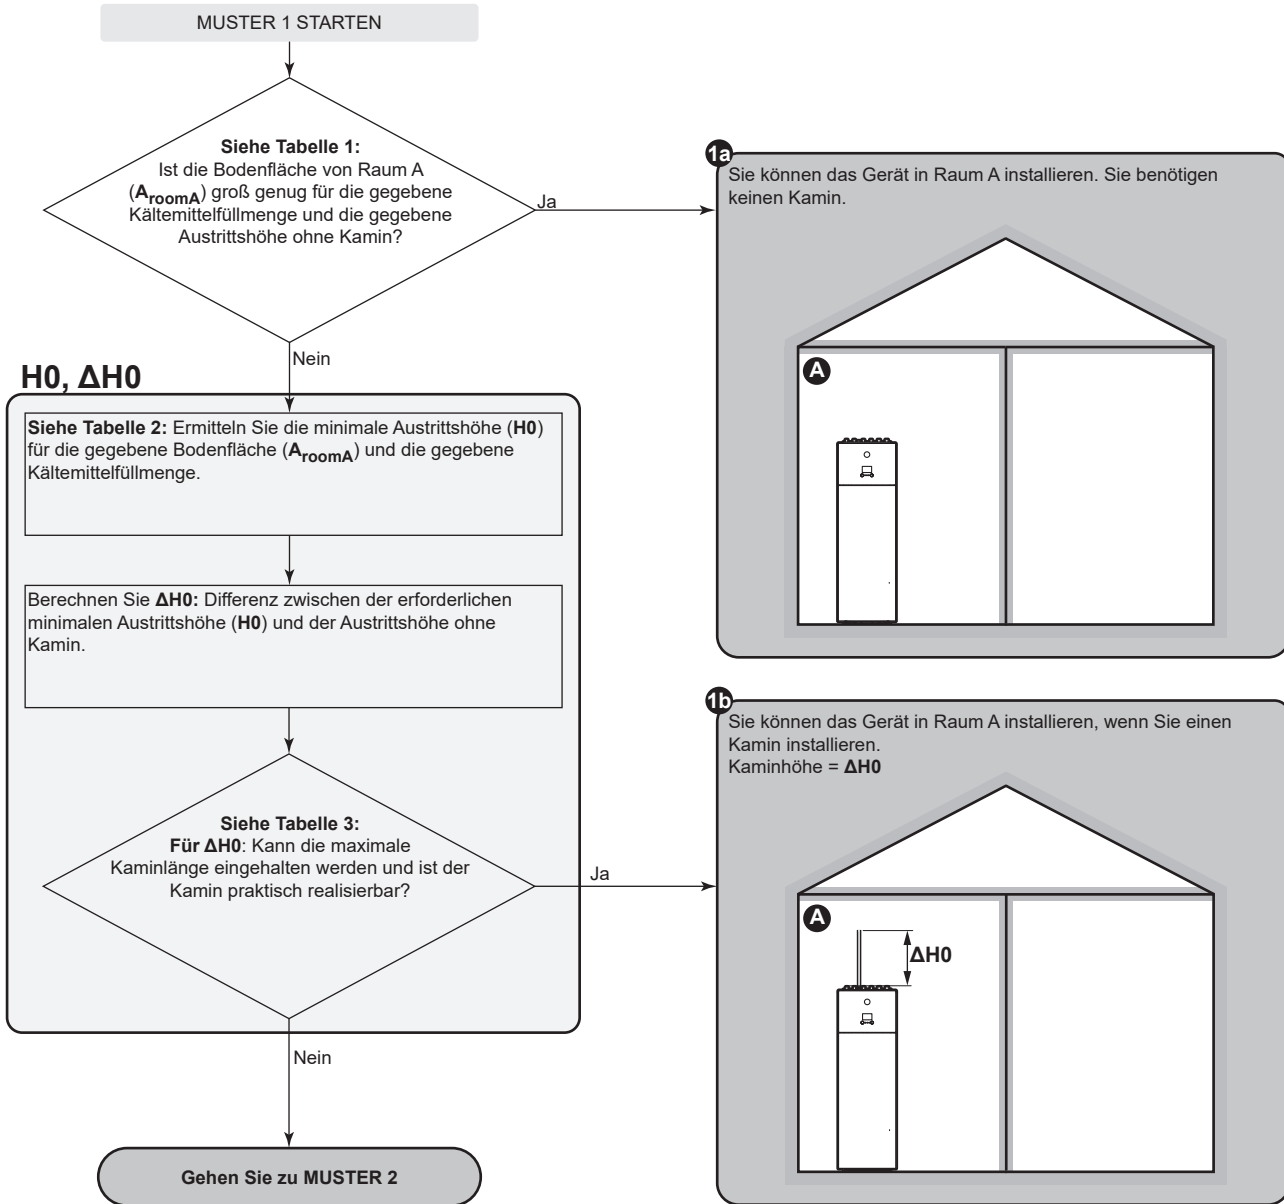 MUSTER 1 STARTEN
Siehe Tabelle 1:
Ist die Bodenfläche von Raum A
(AroomA) groß genug für die gegebene
Kältemittelfüllmenge und die gegebene
Austrittshöhe ohne Kamin?
Ja
1a
Sie können das Gerät in Raum A installieren. Sie benötigen
keinen Kamin.
A
Nein
H0, ΔH0
Siehe Tabelle 2: Ermitteln Sie die minimale Austrittshöhe (H0)
für die gegebene Bodenfläche (AroomA) und die gegebene
Kältemittelfüllmenge.
Berechnen Sie ΔH0: Differenz zwischen der erforderlichen
minimalen Austrittshöhe (H0) und der Austrittshöhe ohne
Kamin.
Siehe Tabelle 3:
Für ΔH0: Kann die maximale
Kaminlänge eingehalten werden und ist der
Kamin praktisch realisierbar?
Ja
1b
Sie können das Gerät in Raum A installieren, wenn Sie einen
Kamin installieren.
Kaminhöhe = ΔH0
A
ΔH0
Nein
Gehen Sie zu MUSTER 2